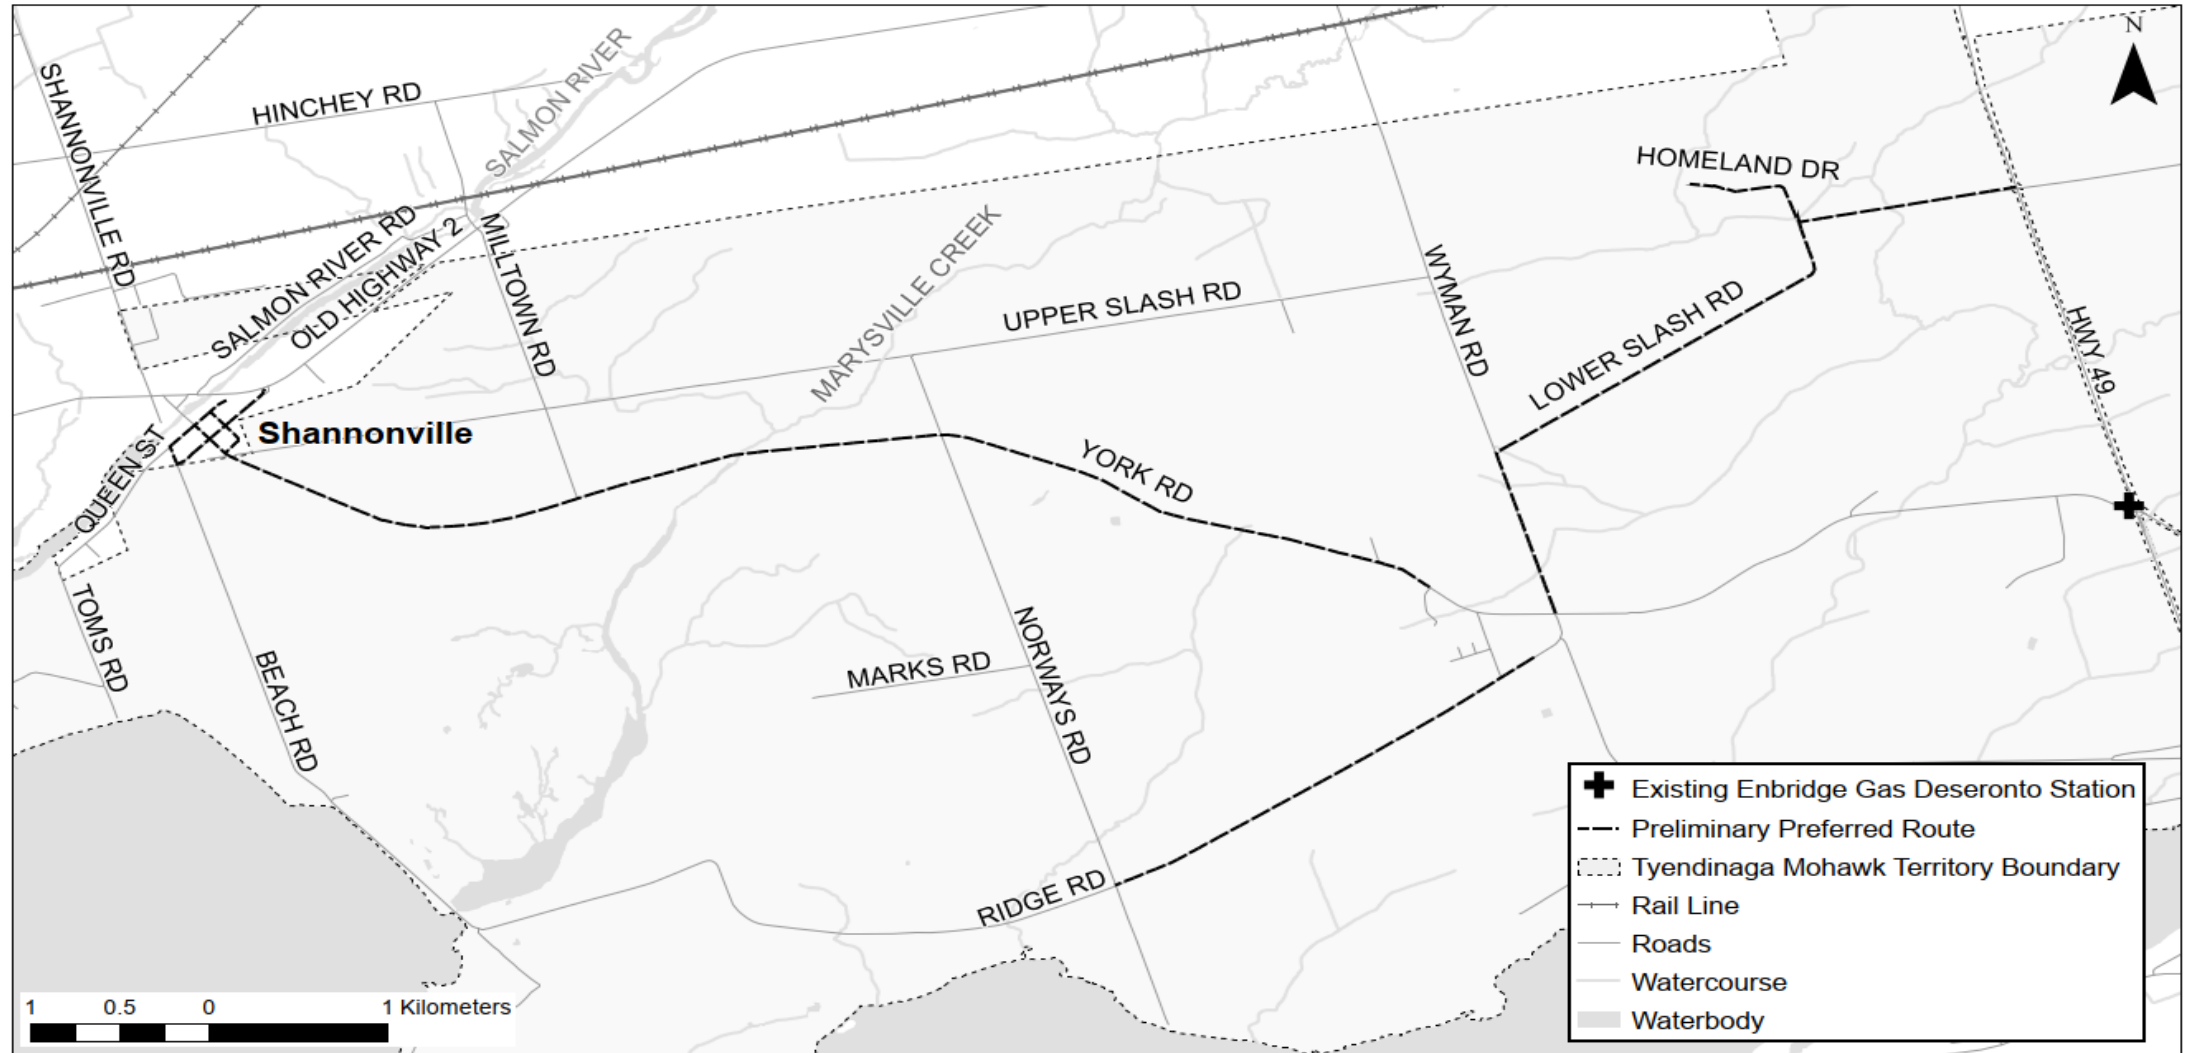 N
SHANNONVILLE RD
HINCHEY RD
SALMON RIVER
HOMELAND DR
SALMON RIVER RD
OLD HIGHWAY 2
MILLTOWN RD
MARYSVILLE CREEK
UPPER SLASH RD
WYMAN RD
LOWER SLASH RD
HWY 49
Shannonville
QUEEN ST
YORK RD
TOMS RD
BEACH RD
MARKS RD
NORWAYS RD
RIDGE RD
Existing Enbridge Gas Deseronto Station
Preliminary Preferred Route
Tyendinaga Mohawk Territory Boundary
Rail Line
Roads
Watercourse
Waterbody
1 0.5 0 1 Kilometers